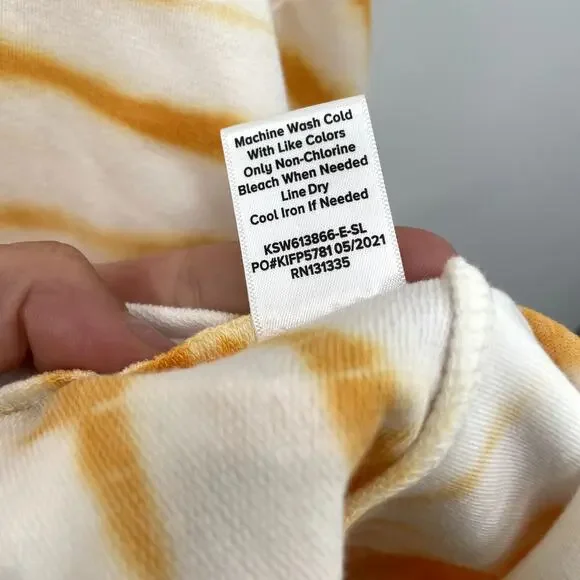 Machine Wash Cold
With Like Colors
Only Non-Chlorine
Bleach When Needed
Line Dry
Cool Iron If Needed
KSW613866-E-SL
PO#KIFP5781 05/2021
RN131335